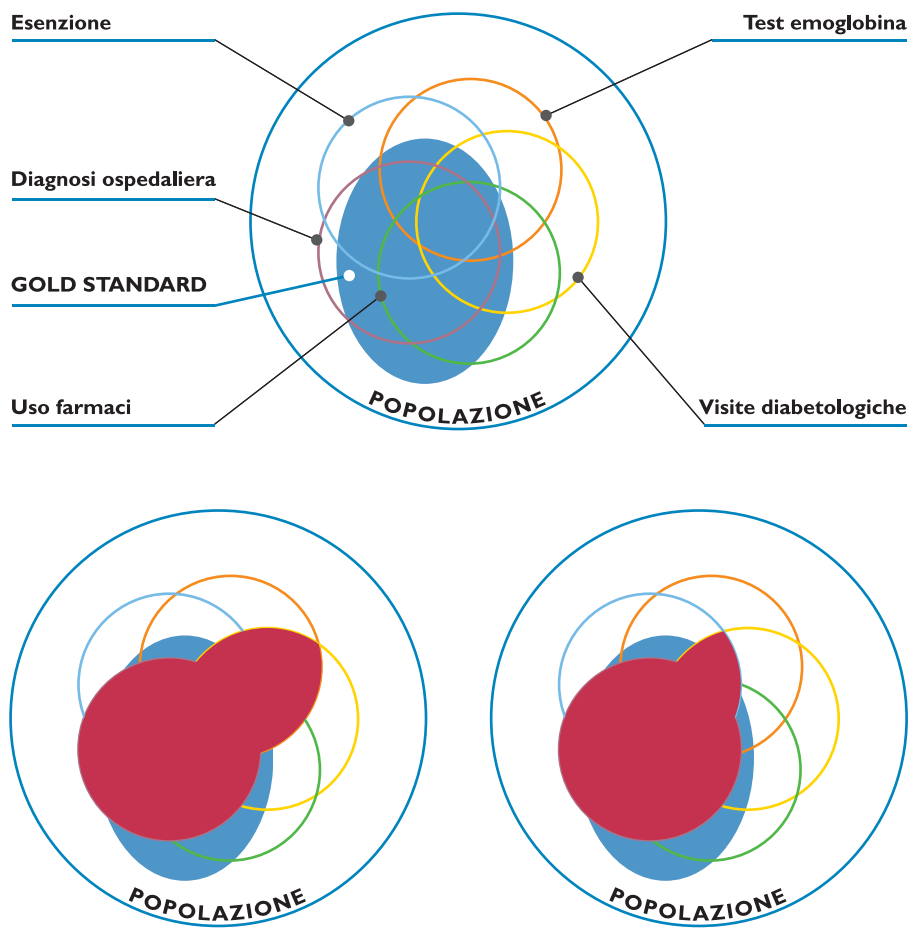 Esenzione
Test emoglobina
Diagnosi ospedaliera
GOLD STANDARD
Uso farmaci
Visite diabetologiche
POPOLAZIONE
POPOLAZIONE
POPOLAZIONE